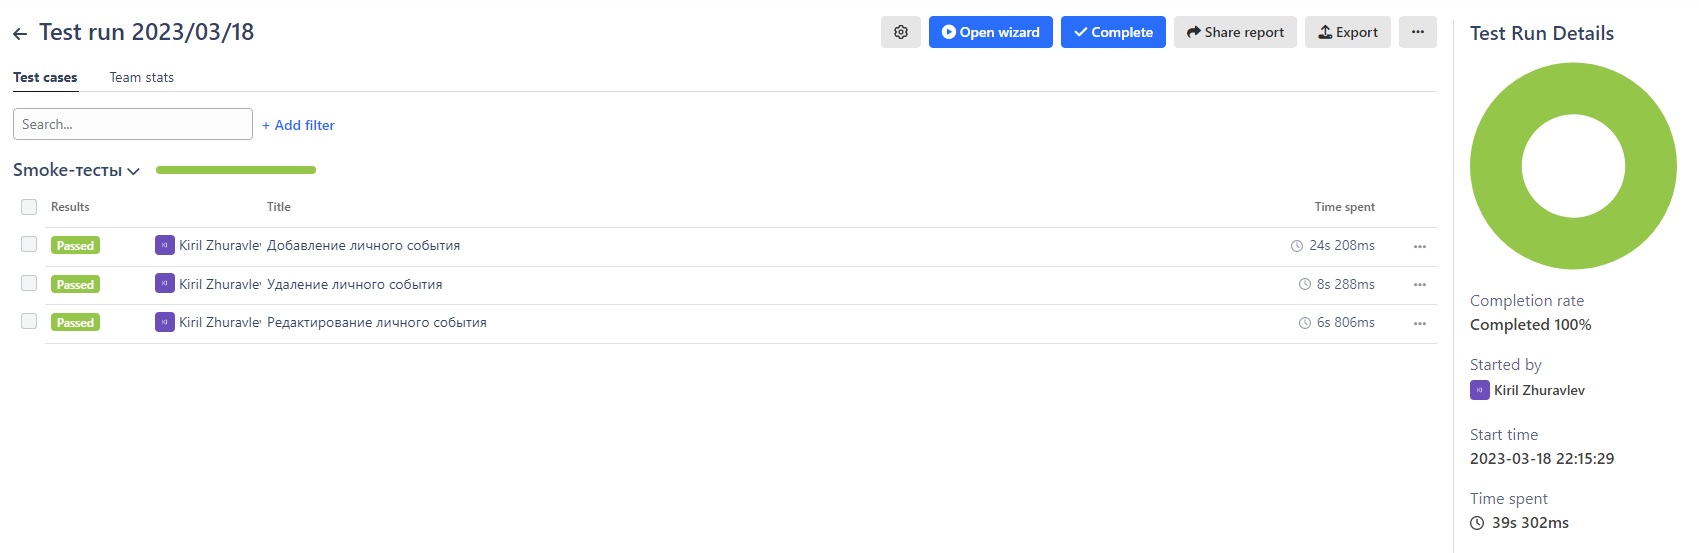 Test run 2023/03/18
Open wizard
Complete
Share report
Export
Test cases
Team stats
Search...
+ Add filter
Smoke-тесты
Results Title Time spent
Passed Kiril Zhuravlev Добавление личного события 24s 208ms
Passed Kiril Zhuravlev Удаление личного события 8s 288ms
Passed Kiril Zhuravlev Редактирование личного события 6s 806ms
Test Run Details
Completion rate
Completed 100%
Started by
Kiril Zhuravlev
Start time
2023-03-18 22:15:29
Time spent
39s 302ms